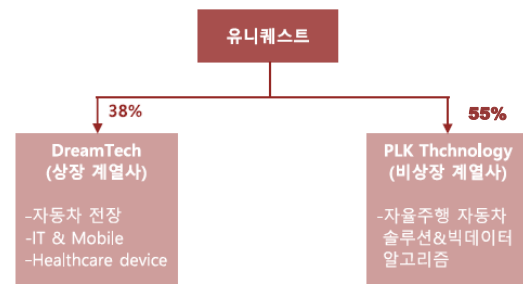 유니퀘스트
38%
55%
DreamTech
(상장 계열사)
-자동차 전장
-IT & Mobile
-Healthcare device
PLK Thchnology
(비상장 계열사)
-자율주행 자동차
솔루션&빅데이터
알고리즘